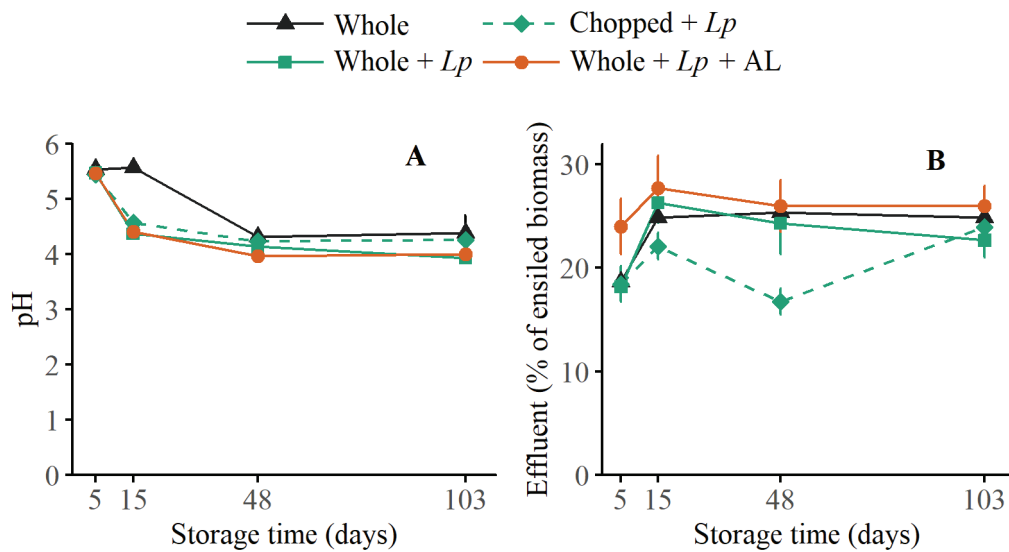 Whole
Chopped + Lp
Whole + Lp
Whole + Lp + AL
A
pH
6
5
4
3
2
1
0
5
15
48
103
Storage time (days)
B
Effluent (% of ensiled biomass)
30
20
10
0
5
15
48
103
Storage time (days)